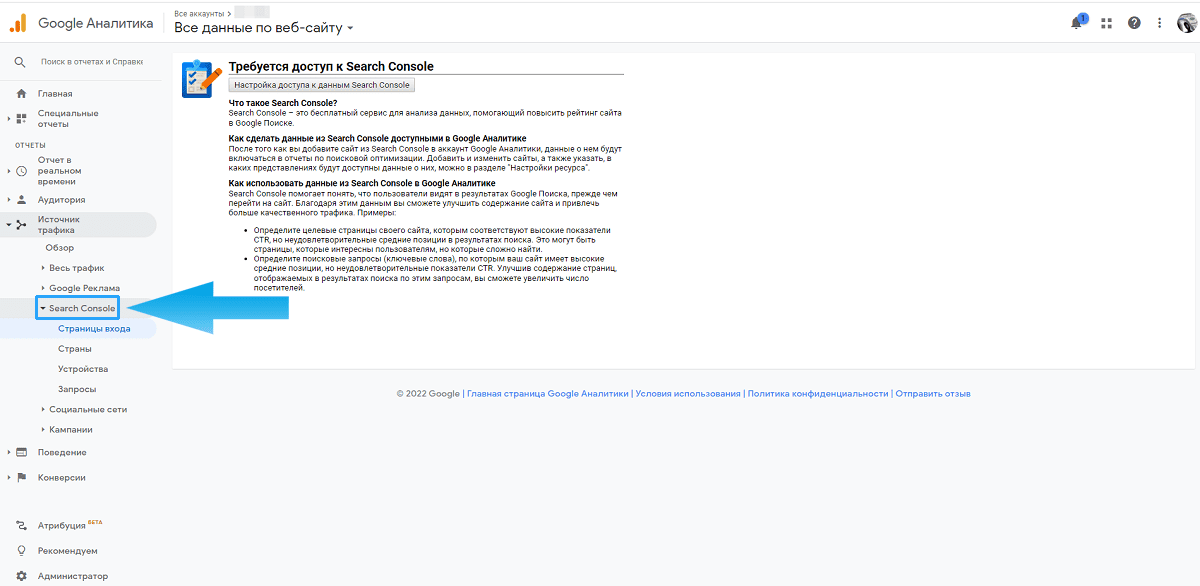 Google Аналитика
Все аккаунты >
Все данные по веб-сайту
1
Поиск в отчетах и Справке
Главная
Специальные
отчеты
ОТЧЕТЫ
Отчет в
реальном
времени
Аудитория
Источник
трафика
Обзор
Весь трафик
Google Реклама
Search Console
Страницы входа
Страны
Устройства
Запросы
Социальные сети
Кампании
Поведение
Конверсии
Атрибуция БЕТА
Рекомендуем
Администратор
Требуется доступ к Search Console
Настройка доступа к данным Search Console
Что такое Search Console?
Search Console – это бесплатный сервис для анализа данных, помогающий повысить рейтинг сайта
в Google Поиске.
Как сделать данные из Search Console доступными в Google Аналитике
После того как вы добавите сайт из Search Console в аккаунт Google Аналитики, данные о нем будут
включаться в отчеты по поисковой оптимизации. Добавить и изменить сайты, а также указать, в
каких представлениях будут доступны данные о них, можно в разделе "Настройки ресурса".
Как использовать данные из Search Console в Google Аналитике
Search Console помогает понять, что пользователи видят в результатах Google Поиска, прежде чем
перейти на сайт. Благодаря этим данным вы сможете улучшить содержание сайта и привлечь
больше качественного трафика. Примеры:
• Определите целевые страницы своего сайта, которым соответствуют высокие показатели
CTR, но неудовлетворительные средние позиции в результатах поиска. Это могут быть
страницы, которые интересны пользователям, но которые сложно найти.
• Определите поисковые запросы (ключевые слова), по которым ваш сайт имеет высокие
средние позиции, но неудовлетворительные показатели CTR. Улучшив содержание страниц,
отображаемых в результатах поиска по этим запросам, вы сможете увеличить число
посетителей.
© 2022 Google | Главная страница Google Аналитики | Условия использования | Политика конфиденциальности | Отправить отзыв